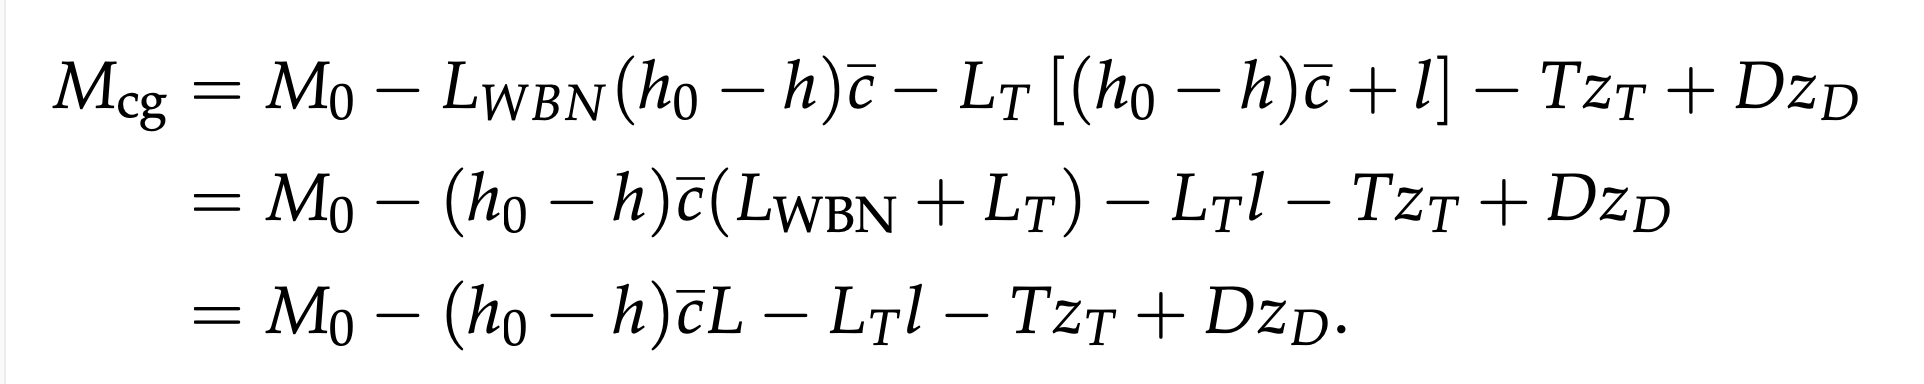 M_cg = M_0 − L_WBN(h_0 − h)c̅ − L_T [(h_0 − h)c̅ + l] − Tz_T + Dz_D
= M_0 − (h_0 − h)c̅(L_WBN + L_T) − L_T l − Tz_T + Dz_D
= M_0 − (h_0 − h)c̅L − L_T l − Tz_T + Dz_D.